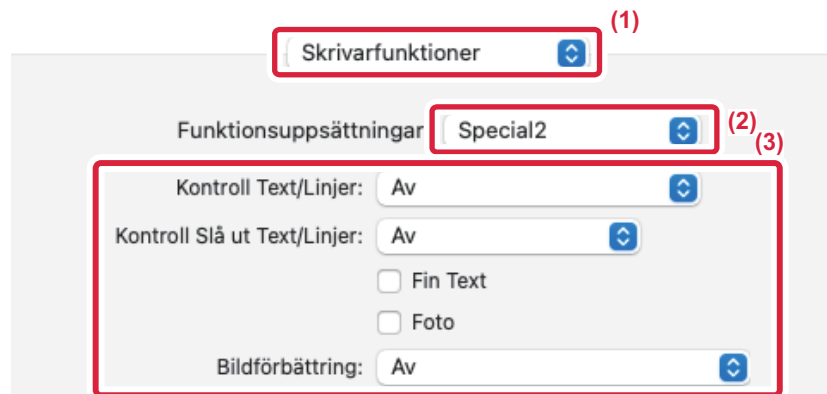 (1)
Skrivarfunktioner
Funktionsuppsättningar Special2 (2)
(3)
Kontroll Text/Linjer: Av
Kontroll Slå ut Text/Linjer: Av
Fin Text
Foto
Bildförbättring: Av